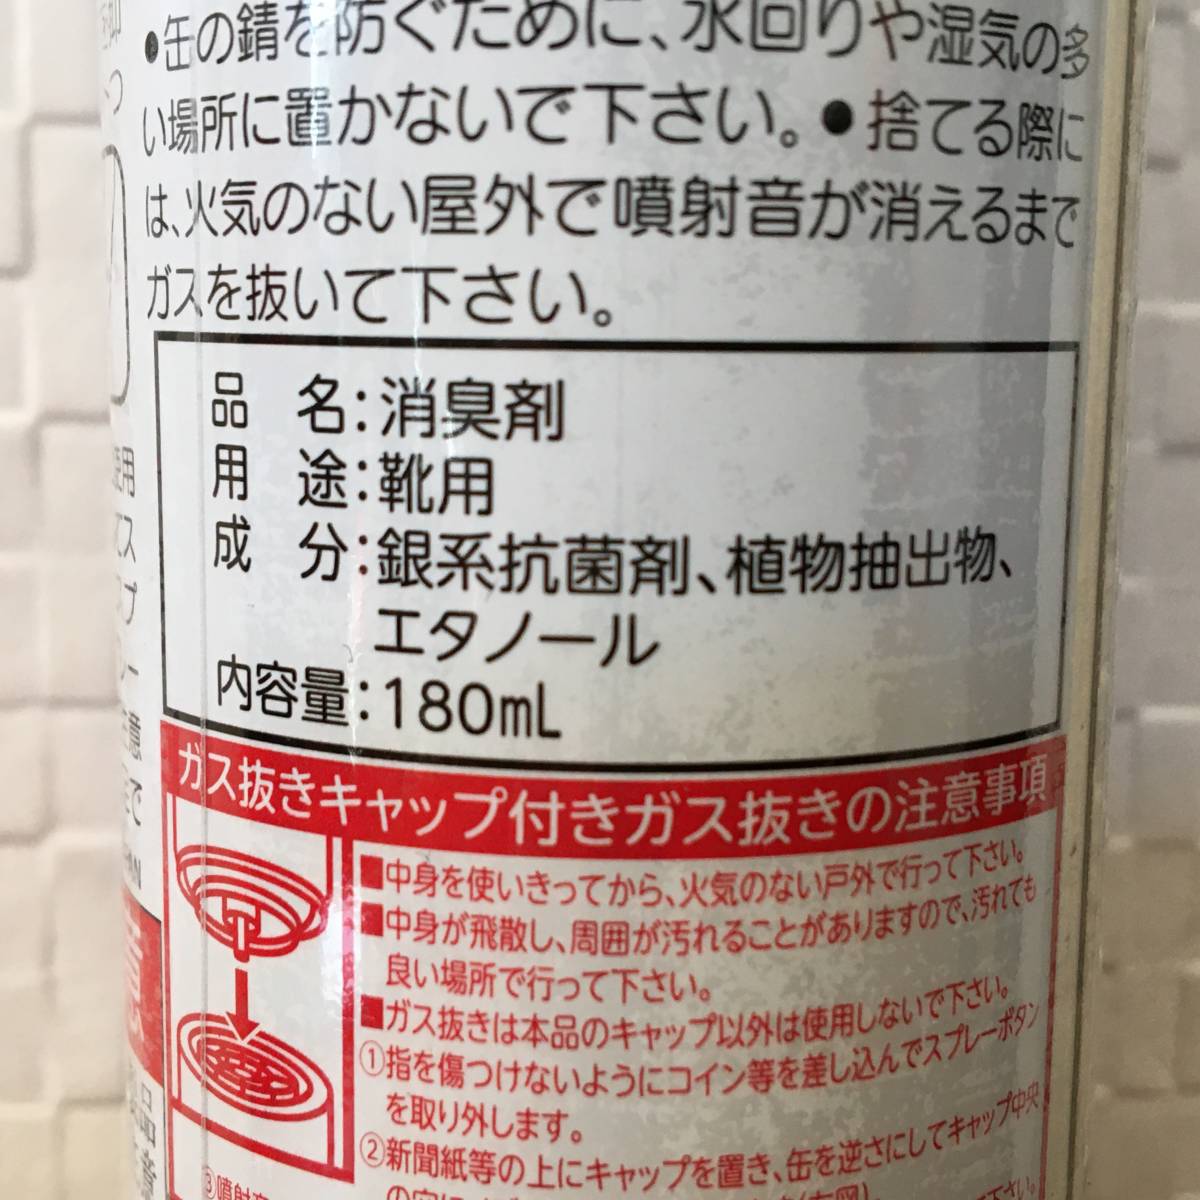 •缶の錆を防ぐために、水回りや湿気の多
い場所に置かないで下さい。●捨てる際に
は、火気のない屋外で噴射音が消えるまで
ガスを抜いて下さい。
品　名:消臭剤
用　途:靴用
成　分:銀系抗菌剤、植物抽出物、
エタノール
内容量:180mL
ガス抜きキャップ付きガス抜きの注意事項
■中身を使いきってから、火気のない戸外で行って下さい。
■中身が飛散し、周囲が汚れることがありますので、汚れても
良い場所で行って下さい。
■ガス抜きは本品のキャップ以外は使用しないで下さい。
①指を傷つけないようにコイン等を差し込んでスプレーボタン
を取り外します。
②新聞紙等の上にキャップを置き、缶を逆さにしてキャップ中央